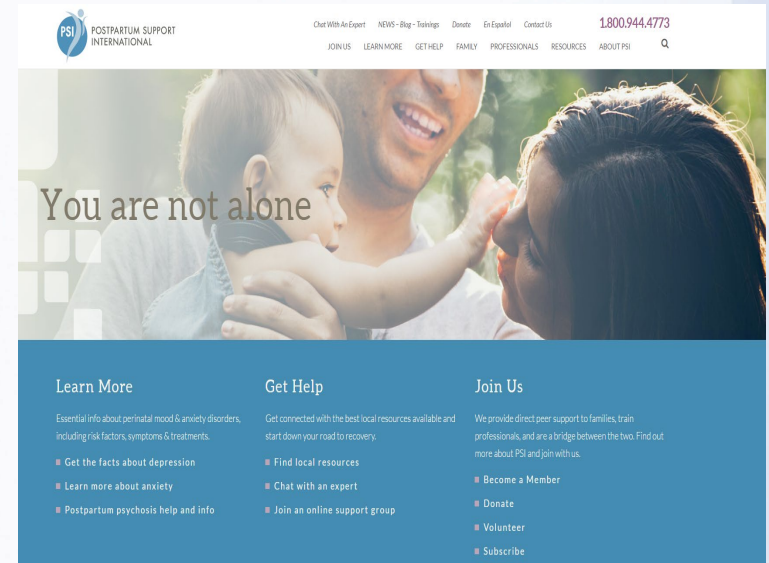 PSI
POSTPARTUM SUPPORT
INTERNATIONAL
Chat With An Expert NEWS – Blog – Trainings Donate En Español Contact Us 1.800.944.4773
JOIN US LEARN MORE GET HELP FAMILY PROFESSIONALS RESOURCES ABOUT PSI
You are not alone
Learn More
Essential info about perinatal mood & anxiety disorders,
including risk factors, symptoms & treatments.
Get the facts about depression
Learn more about anxiety
Postpartum psychosis help and info
Get Help
Get connected with the best local resources available and
start down your road to recovery.
Find local resources
Chat with an expert
Join an online support group
Join Us
We provide direct peer support to families, train
professionals, and are a bridge between the two. Find out
more about PSI and join with us.
Become a Member
Donate
Volunteer
Subscribe